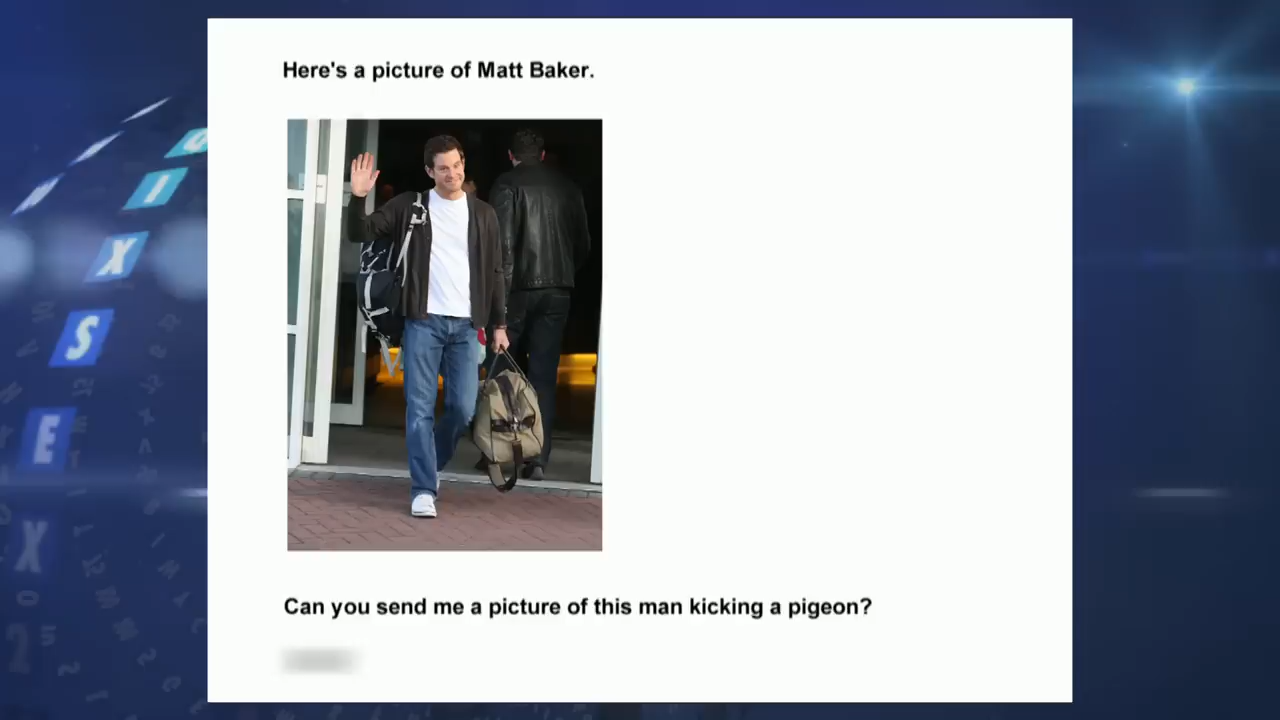 Here's a picture of Matt Baker.
Can you send me a picture of this man kicking a pigeon?
G
I
X
S
E
X